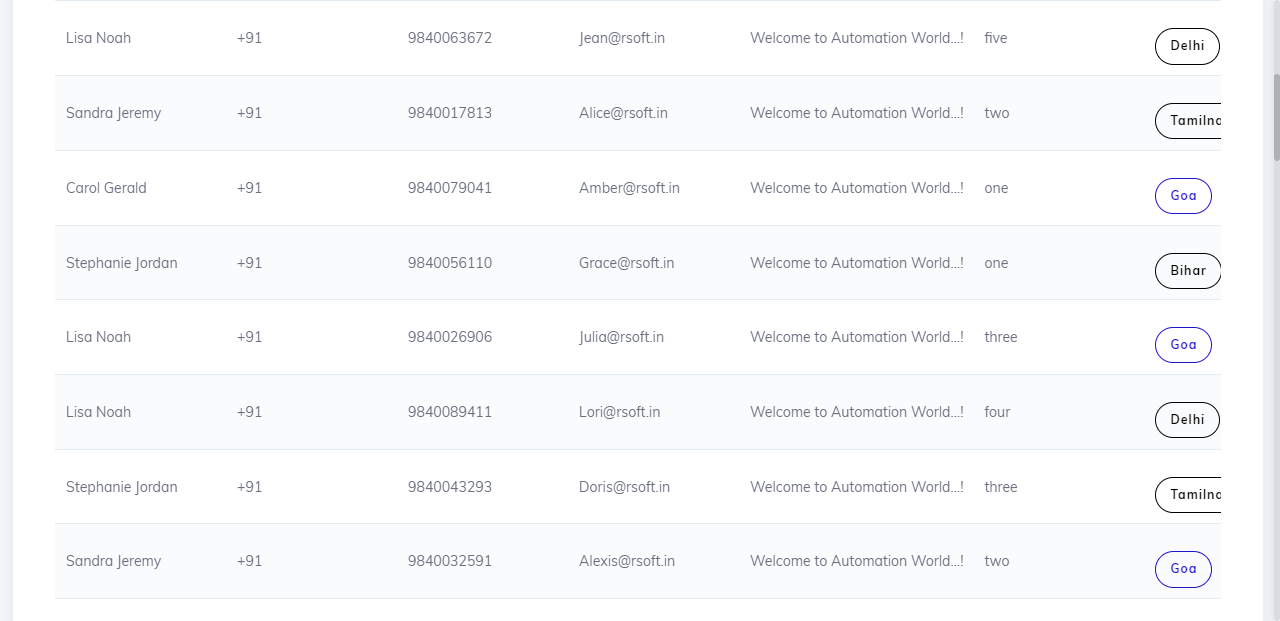 Lisa Noah +91 9840063672 Jean@rsoft.in Welcome to Automation World...! five Delhi
Sandra Jeremy +91 9840017813 Alice@rsoft.in Welcome to Automation World...! two
Carol Gerald +91 9840079041 Amber@rsoft.in Welcome to Automation World...! one Goa
Stephanie Jordan +91 9840056110 Grace@rsoft.in Welcome to Automation World...! one Bihar
Lisa Noah +91 9840026906 Julia@rsoft.in Welcome to Automation World...! three Goa
Lisa Noah +91 9840089411 Lori@rsoft.in Welcome to Automation World...! four Delhi
Stephanie Jordan +91 9840043293 Doris@rsoft.in Welcome to Automation World...! three
Sandra Jeremy +91 9840032591 Alexis@rsoft.in Welcome to Automation World...! two Goa